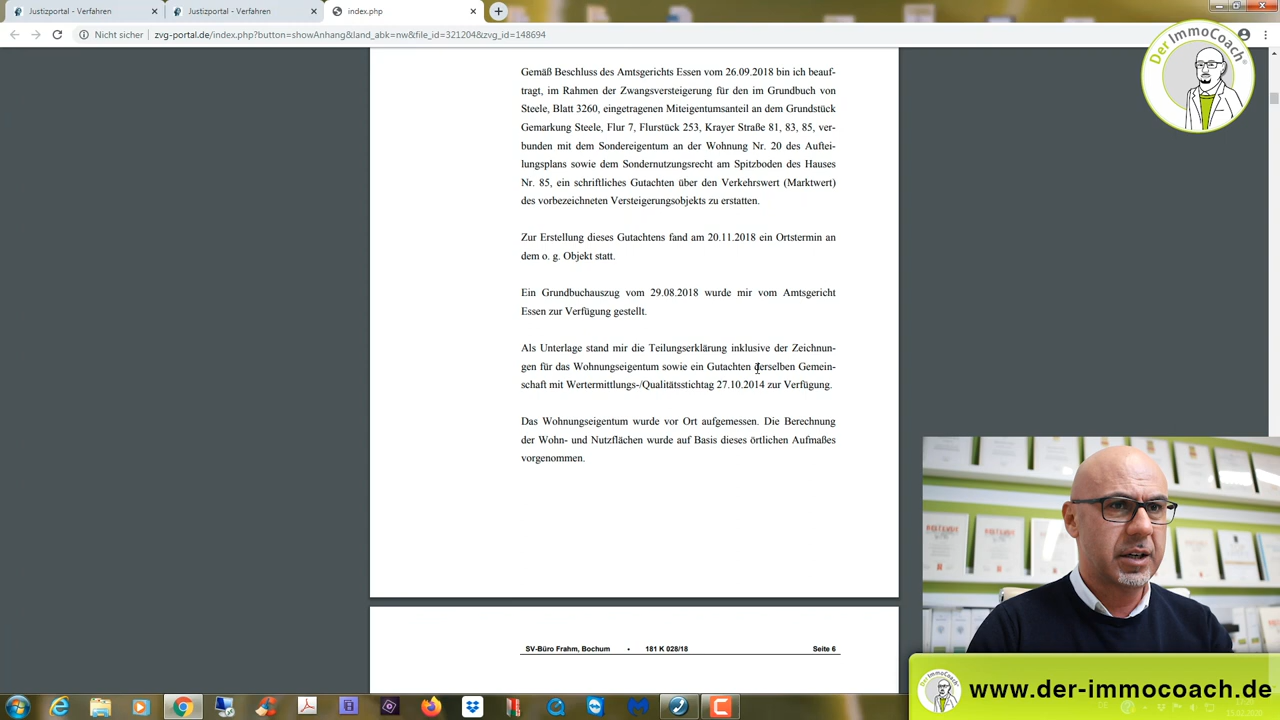 Justizportal - Verfahren
Justizportal - Verfahren
index.php
Nicht sicher
zvg-portal.de/index.php?button=showAnhang&land_abk=nw&file_id=321204&zvg_id=148694
Der ImmoCoach®
Gemäß Beschluss des Amtsgerichts Essen vom 26.09.2018 bin ich beauf-
tragt, im Rahmen der Zwangsversteigerung für den im Grundbuch von
Steele, Blatt 3260, eingetragenen Miteigentumsanteil an dem Grundstück
Gemarkung Steele, Flur 7, Flurstück 253, Krayer Straße 81, 83, 85, ver-
bunden mit dem Sondereigentum an der Wohnung Nr. 20 des Auftei-
lungsplans sowie dem Sondernutzungsrecht am Spitzboden des Hauses
Nr. 85, ein schriftliches Gutachten über den Verkehrswert (Marktwert)
des vorbezeichneten Versteigerungsobjekts zu erstatten.
Zur Erstellung dieses Gutachtens fand am 20.11.2018 ein Ortstermin an
dem o. g. Objekt statt.
Ein Grundbuchauszug vom 29.08.2018 wurde mir vom Amtsgericht
Essen zur Verfügung gestellt.
Als Unterlage stand mir die Teilungserklärung inklusive der Zeichnun-
gen für das Wohnungseigentum sowie ein Gutachten derselben Gemein-
schaft mit Wertermittlungs-/Qualitätsstichtag 27.10.2014 zur Verfügung.
Das Wohnungseigentum wurde vor Ort aufgemessen. Die Berechnung
der Wohn- und Nutzflächen wurde auf Basis dieses örtlichen Aufmaßes
vorgenommen.
SV-Büro Frahm, Bochum • 181 K 028/18 Seite 6
www.der-immocoach.de